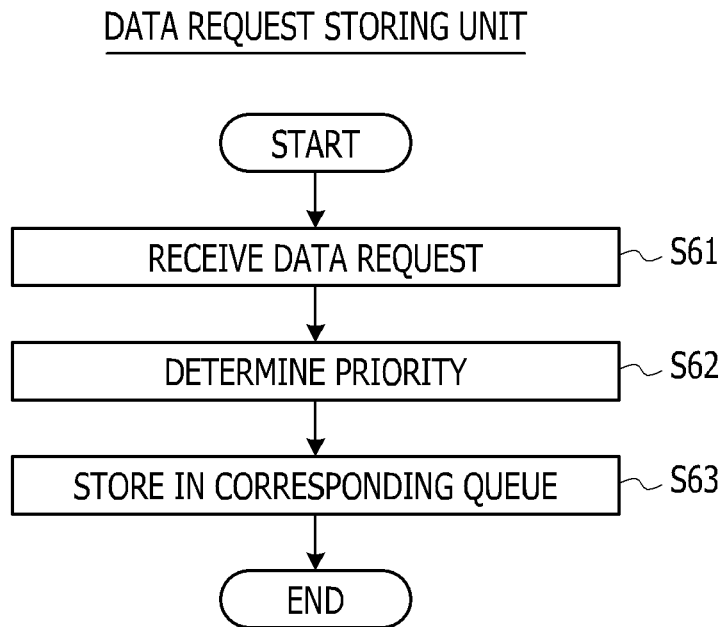 DATA REQUEST STORING UNIT
START
RECEIVE DATA REQUEST S61
DETERMINE PRIORITY S62
STORE IN CORRESPONDING QUEUE S63
END